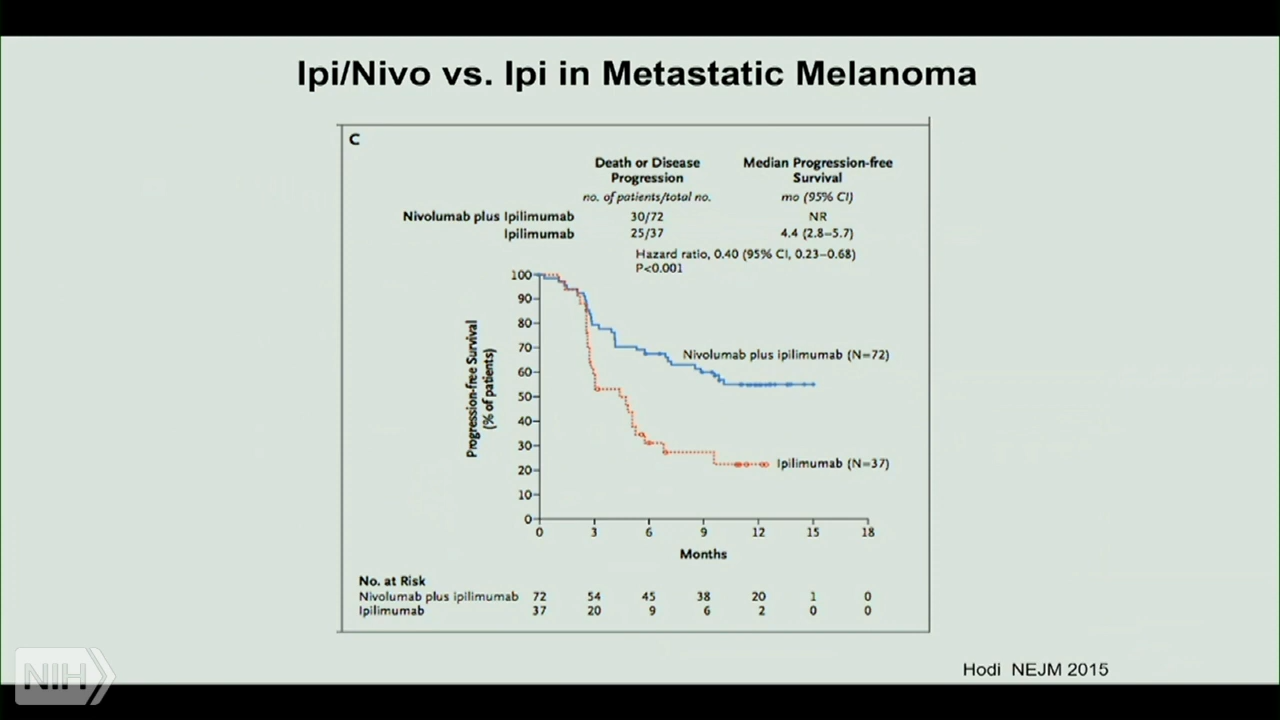 Ipi/Nivo vs. Ipi in Metastatic Melanoma
C
Death or Disease Progression
Median Progression-free Survival
no. of patients/total no.
mo (95% CI)
Nivolumab plus Ipilimumab 30/72 NR
Ipilimumab 25/37 4.4 (2.8–5.7)
Hazard ratio, 0.40 (95% CI, 0.23–0.68)
P<0.001
Progression-free Survival
(% of patients)
100
90
80
70
60
50
40
30
20
10
0
Nivolumab plus ipilimumab (N=72)
Ipilimumab (N=37)
0 3 6 9 12 15 18
Months
No. at Risk
Nivolumab plus ipilimumab 72 54 45 38 20 1 0
Ipilimumab 37 20 9 6 2 0 0
NIH
Hodi NEJM 2015